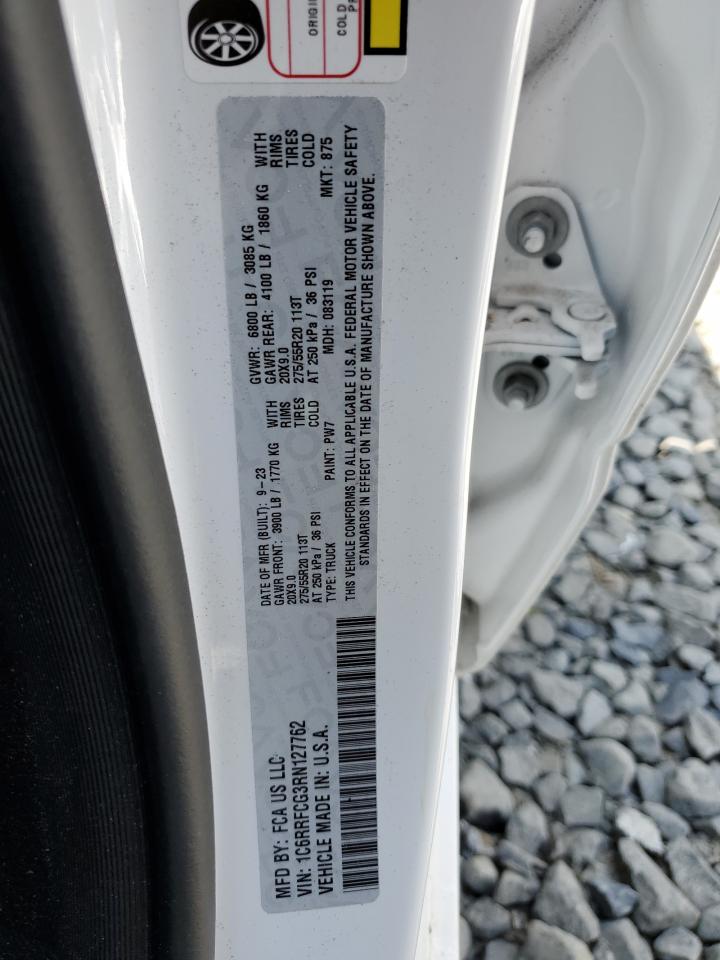 ORIGI
COLD
MFD BY: FCA US LLC
DATE OF MFR (BUILT): 9-23
GVWR: 6800 LB / 3085 KG
GAWR FRONT: 3900 LB / 1770 KG WITH
GAWR REAR: 4100 LB / 1860 KG WITH
20X9.0 RIMS
20X9.0 RIMS
275/55R20 113T TIRES
275/55R20 113T TIRES
AT 250 kPa / 36 PSI COLD
AT 250 kPa / 36 PSI COLD
VIN: 1C6RRFCG3RN127762
TYPE: TRUCK PAINT: PW7 MDH: 083119 MKT: 875
VEHICLE MADE IN: U.S.A.
THIS VEHICLE CONFORMS TO ALL APPLICABLE U.S.A. FEDERAL MOTOR VEHICLE SAFETY
STANDARDS IN EFFECT ON THE DATE OF MANUFACTURE SHOWN ABOVE.